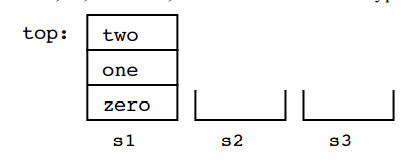 top: two
one
zero
s1 s2 s3